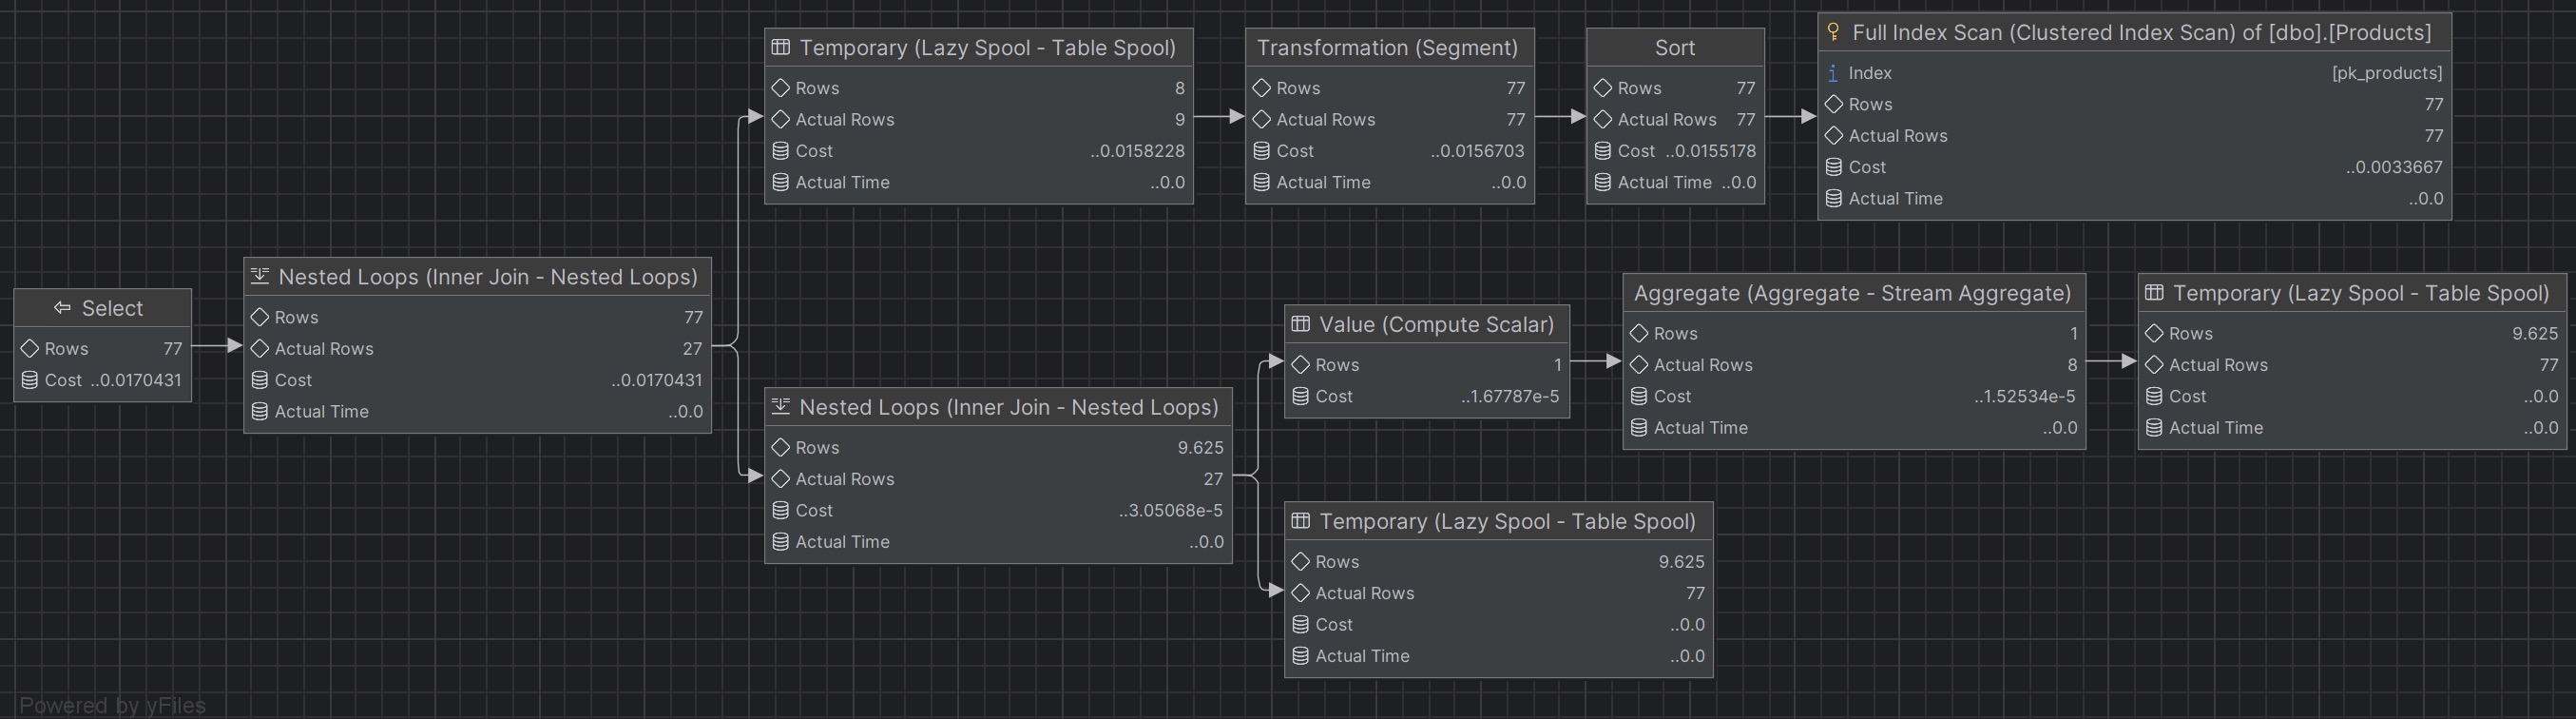 Temporary (Lazy Spool - Table Spool)
Rows 8
Actual Rows 9
Cost ..0.0158228
Actual Time ..0.0
Transformation (Segment)
Rows 77
Actual Rows 77
Cost ..0.0156703
Actual Time ..0.0
Sort
Rows 77
Actual Rows 77
Cost ..0.0155178
Actual Time ..0.0
Full Index Scan (Clustered Index Scan) of [dbo].[Products]
Index [pk_products]
Rows 77
Actual Rows 77
Cost ..0.0033667
Actual Time ..0.0
Select
Rows 77
Cost ..0.0170431
Nested Loops (Inner Join - Nested Loops)
Rows 77
Actual Rows 27
Cost ..0.0170431
Actual Time ..0.0
Nested Loops (Inner Join - Nested Loops)
Rows 9.625
Actual Rows 27
Cost ..3.05068e-5
Actual Time ..0.0
Value (Compute Scalar)
Rows 1
Cost ..1.67787e-5
Aggregate (Aggregate - Stream Aggregate)
Rows 1
Actual Rows 8
Cost ..1.52534e-5
Actual Time ..0.0
Temporary (Lazy Spool - Table Spool)
Rows 9.625
Actual Rows 77
Cost ..0.0
Actual Time ..0.0
Temporary (Lazy Spool - Table Spool)
Rows 9.625
Actual Rows 77
Cost ..0.0
Actual Time ..0.0
Powered by yFiles